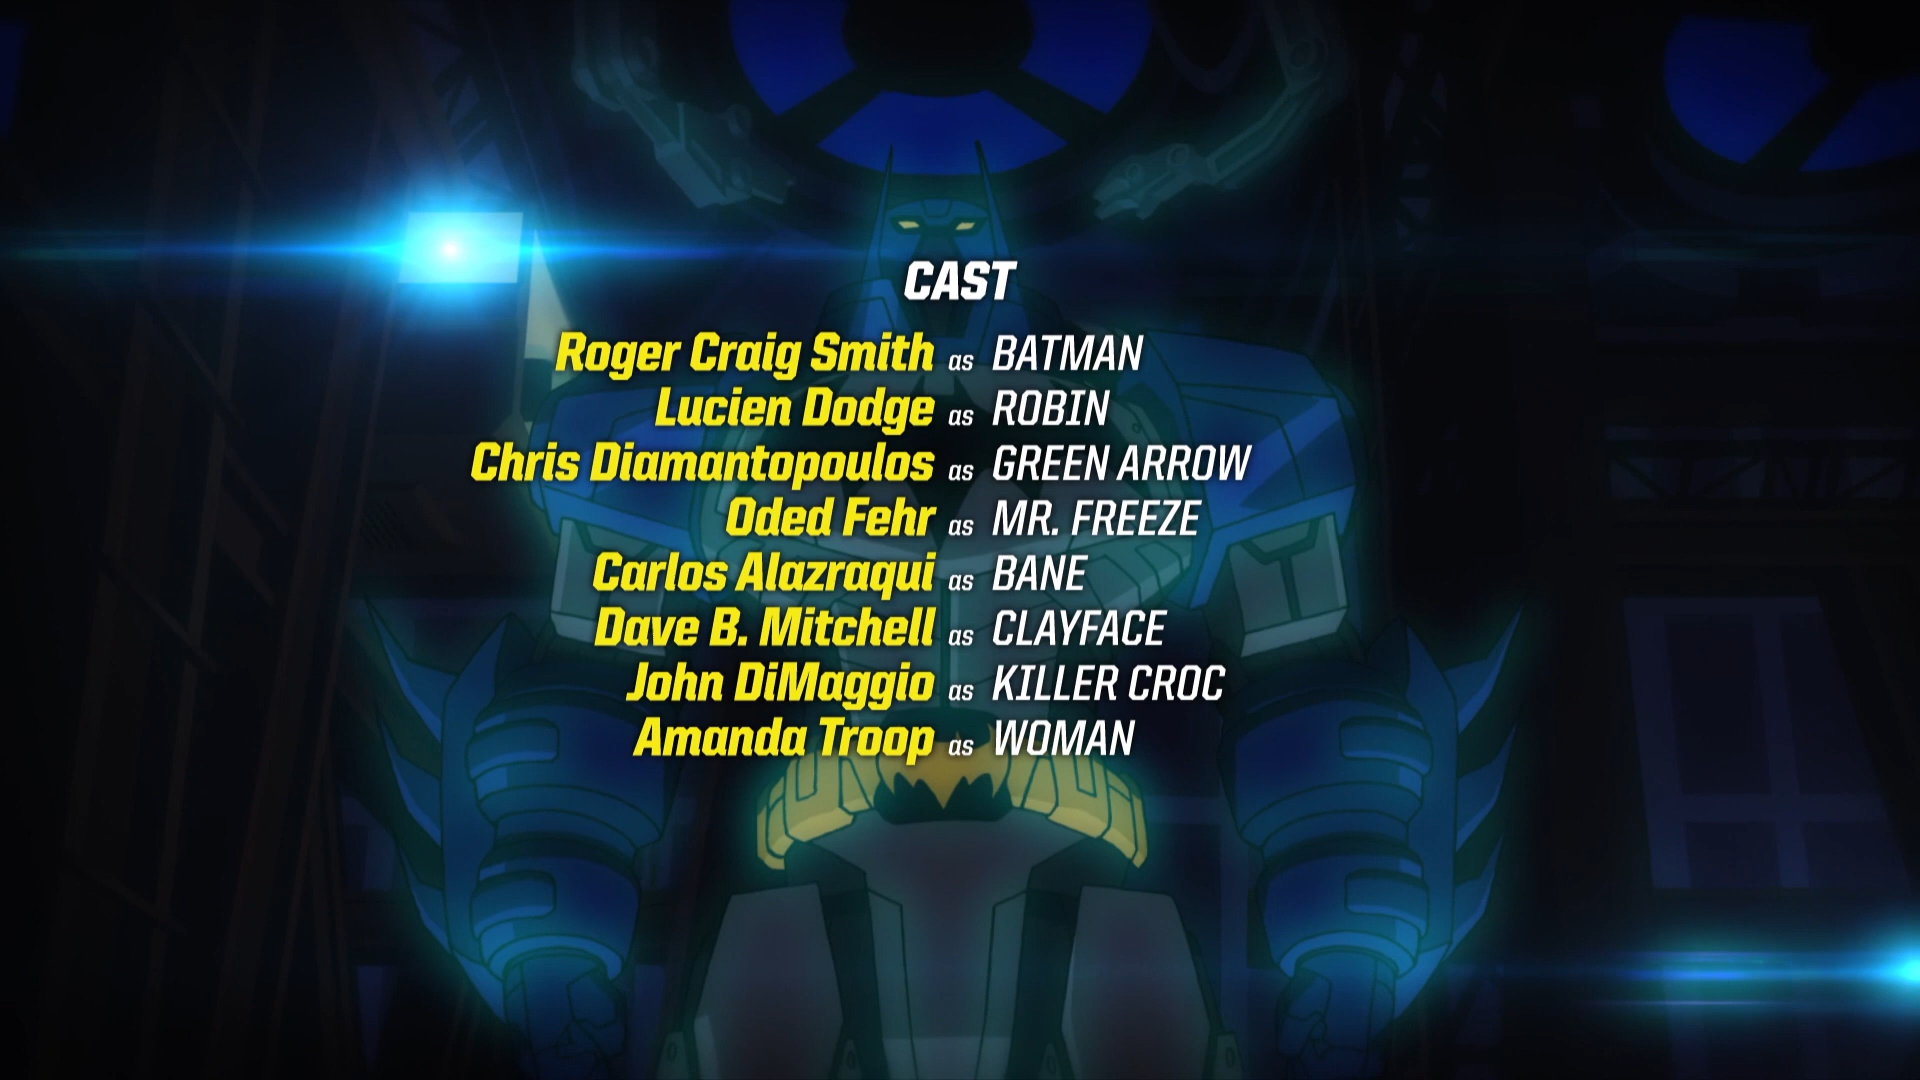 CAST
Roger Craig Smith as BATMAN
Lucien Dodge as ROBIN
Chris Diamantopoulos as GREEN ARROW
Oded Fehr as MR. FREEZE
Carlos Alazraqui as BANE
Dave B. Mitchell as CLAYFACE
John DiMaggio as KILLER CROC
Amanda Troop as WOMAN